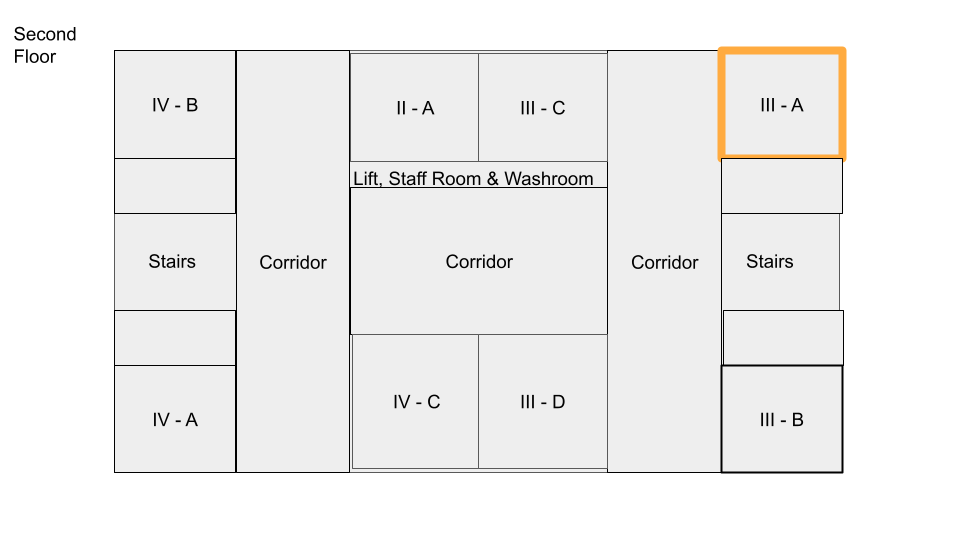 Second
Floor
IV - B
II - A
III - C
III - A
Lift, Staff Room & Washroom
Stairs
Corridor
Corridor
Corridor
Stairs
IV - A
IV - C
III - D
III - B